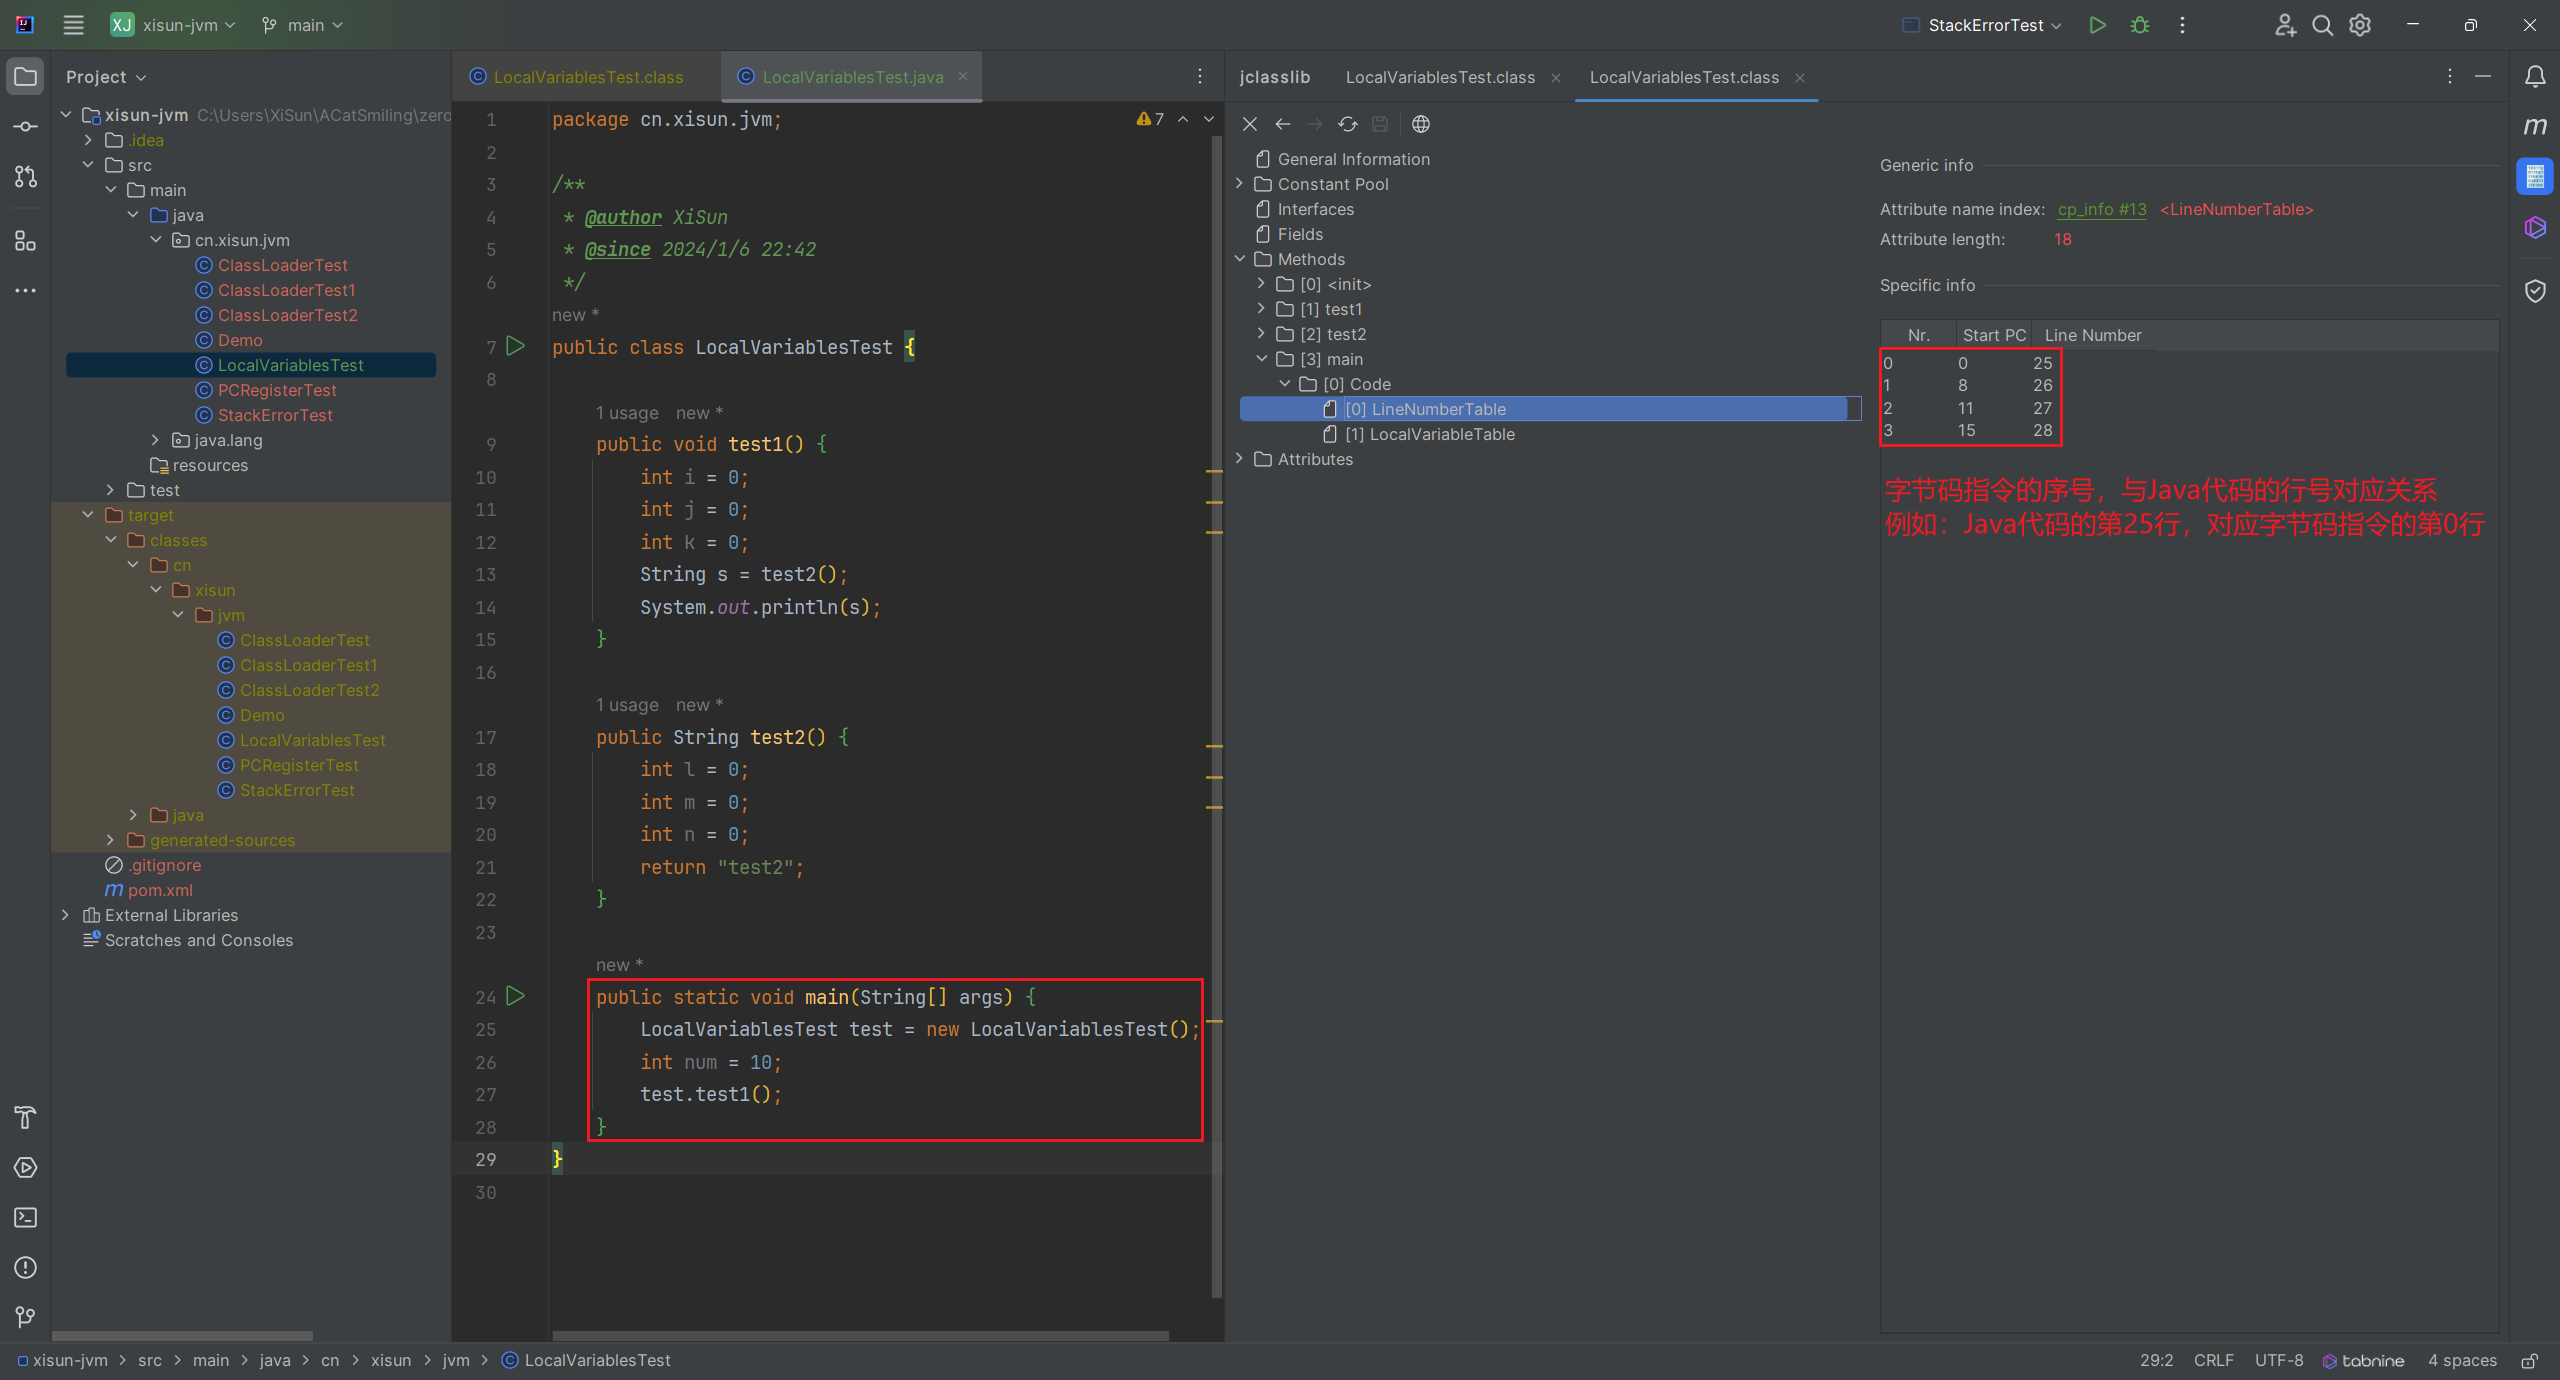 XJ xisun-jvm main
StackErrorTest
Project
xisun-jvm C:\Users\XiSun\ACatSmiling\zero
.idea
src
main
java
cn.xisun.jvm
ClassLoaderTest
ClassLoaderTest1
ClassLoaderTest2
Demo
LocalVariablesTest
PCRegisterTest
StackErrorTest
java.lang
resources
test
target
classes
cn
xisun
jvm
ClassLoaderTest
ClassLoaderTest1
ClassLoaderTest2
Demo
LocalVariablesTest
PCRegisterTest
StackErrorTest
java
generated-sources
.gitignore
pom.xml
External Libraries
Scratches and Consoles
LocalVariablesTest.class LocalVariablesTest.java
7
1 package cn.xisun.jvm;
2
3 /**
4 * @author XiSun
5 * @since 2024/1/6 22:42
6 */
new *
7 public class LocalVariablesTest {
8
1 usage new *
9 public void test1() {
10 int i = 0;
11 int j = 0;
12 int k = 0;
13 String s = test2();
14 System.out.println(s);
15 }
16
1 usage new *
17 public String test2() {
18 int l = 0;
19 int m = 0;
20 int n = 0;
21 return "test2";
22 }
23
new *
24 public static void main(String[] args) {
25 LocalVariablesTest test = new LocalVariablesTest();
26 int num = 10;
27 test.test1();
28 }
29 }
30
jclasslib LocalVariablesTest.class LocalVariablesTest.class
General Information
Constant Pool
Interfaces
Fields
Methods
[0] <init>
[1] test1
[2] test2
[3] main
[0] Code
[0] LineNumberTable
[1] LocalVariableTable
Attributes
Generic info
Attribute name index: cp_info #13 <LineNumberTable>
Attribute length: 18
Specific info
Nr. Start PC Line Number
0 0 25
1 8 26
2 11 27
3 15 28
字节码指令的序号，与Java代码的行号对应关系
例如：Java代码的第25行，对应字节码指令的第0行
xisun-jvm > src > main > java > cn > xisun > jvm > LocalVariablesTest
29:2 CRLF UTF-8 tabnine 4 spaces